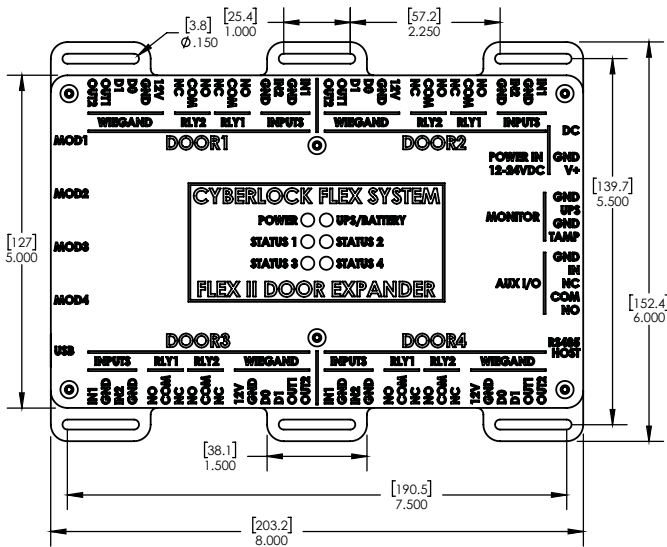 [3.8]
Ø.150
[25.4]
1.000
[57.2]
2.250
OUT2 OUT1 D1 D0 GND 12V NC COM NO NC COM NO GND IN2 GND IN1
WIEGAND RLY2 RLY1 INPUTS
DOOR1
OUT2 OUT1 D1 D0 GND 12V NC COM NO NC COM NO GND IN2 GND IN1
WIEGAND RLY2 RLY1 INPUTS
DOOR2
MOD1
MOD2
MOD3
MOD4
USB
DC
POWER IN GND
12-24VDC V+
MONITOR
GND
UPS
GND
TAMP
AUX I/O
GND
IN
NC
COM
NO
RS485
HOST
CYBERLOCK FLEX SYSTEM
POWER UPS/BATTERY
STATUS 1 STATUS 2
STATUS 3 STATUS 4
FLEX II DOOR EXPANDER
DOOR3
INPUTS RLY1 RLY2 WIEGAND
IN1 GND IN2 GND NO COM NC NO COM NC 12V GND D0 D1 OUT1 OUT2
DOOR4
INPUTS RLY1 RLY2 WIEGAND
IN1 GND IN2 GND NO COM NC NO COM NC 12V GND D0 D1 OUT1 OUT2
[127]
5.000
[139.7]
5.500
[152.4]
6.000
[38.1]
1.500
[190.5]
7.500
[203.2]
8.000